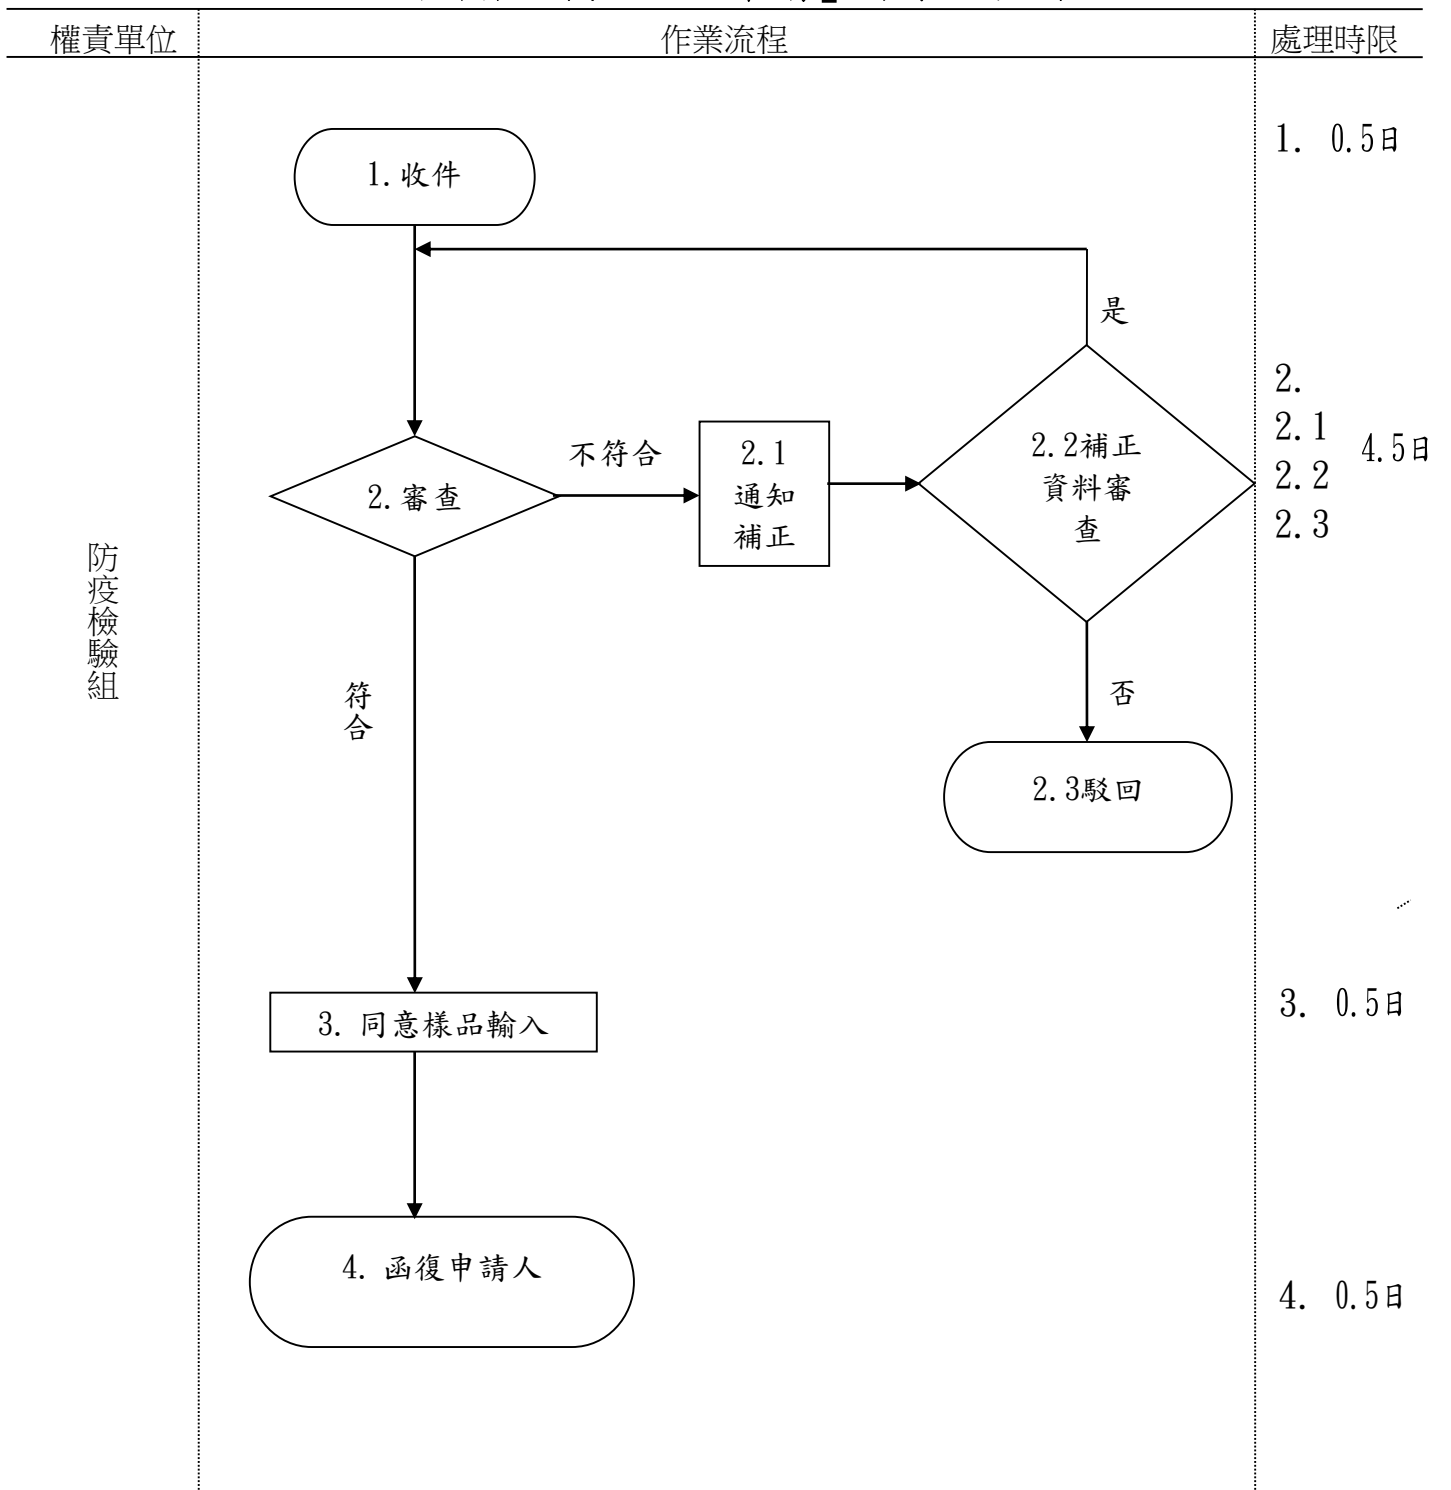 權責單位
作業流程
處理時限
1.收件
1. 0.5日
是
2.
2.1
2.2
2.3
4.5日
不符合
2.審查
2.1
通知
補正
2.2補正
資料審
查
防疫檢驗組
符
合
否
2.3駁回
3. 同意樣品輸入
3. 0.5日
4. 函復申請人
4. 0.5日